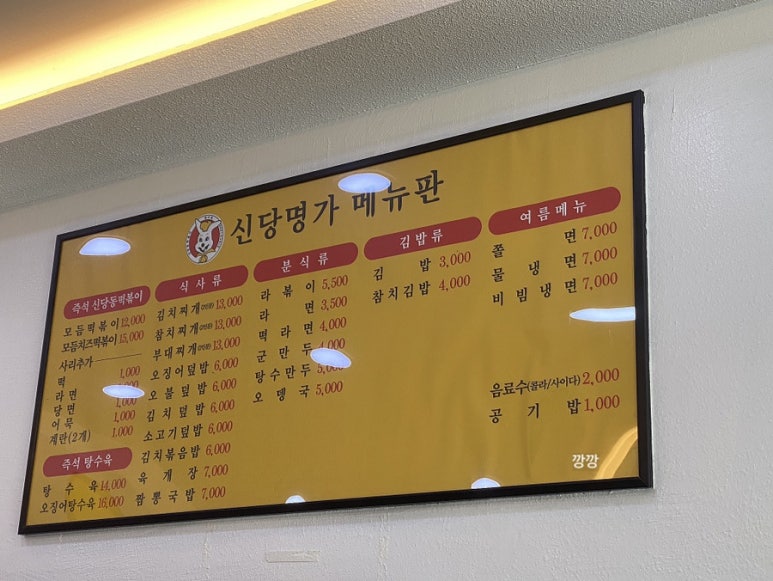 신당명가 메뉴판
즉석 신당동떡볶이
모듬떡볶이 12,000
모듬치즈떡볶이 15,000
사리추가
떡 1,000
라면 1,000
당면 1,000
어묵 1,000
계란(2개) 1,000
즉석 탕수육
탕수육 14,000
오징어탕수육 16,000
식사류
김치찌개 13,000
참치찌개 13,000
부대찌개 13,000
오징어덮밥 6,000
오불덮밥 6,000
김치덮밥 6,000
소고기덮밥 6,000
김치볶음밥 6,000
육개장 7,000
짬뽕국밥 7,000
분식류
라볶이 5,500
라면 3,500
떡라면 4,000
군만두 4,000
탕수만두 5,000
오뎅국 5,000
김밥류
김밥 3,000
참치김밥 4,000
여름메뉴
쫄면 7,000
물냉면 7,000
비빔냉면 7,000
음료수(콜라/사이다) 2,000
공기밥 1,000
깡깡